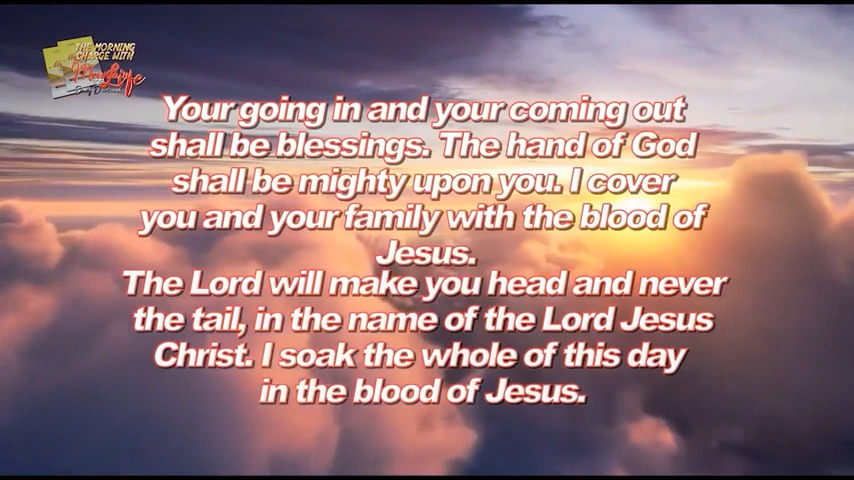 THE MORNING
CHARGE WITH
Your going in and your coming out
shall be blessings. The hand of God
shall be mighty upon you. I cover
you and your family with the blood of
Jesus.
The Lord will make you head and never
the tail, in the name of the Lord Jesus
Christ. I soak the whole of this day
in the blood of Jesus.